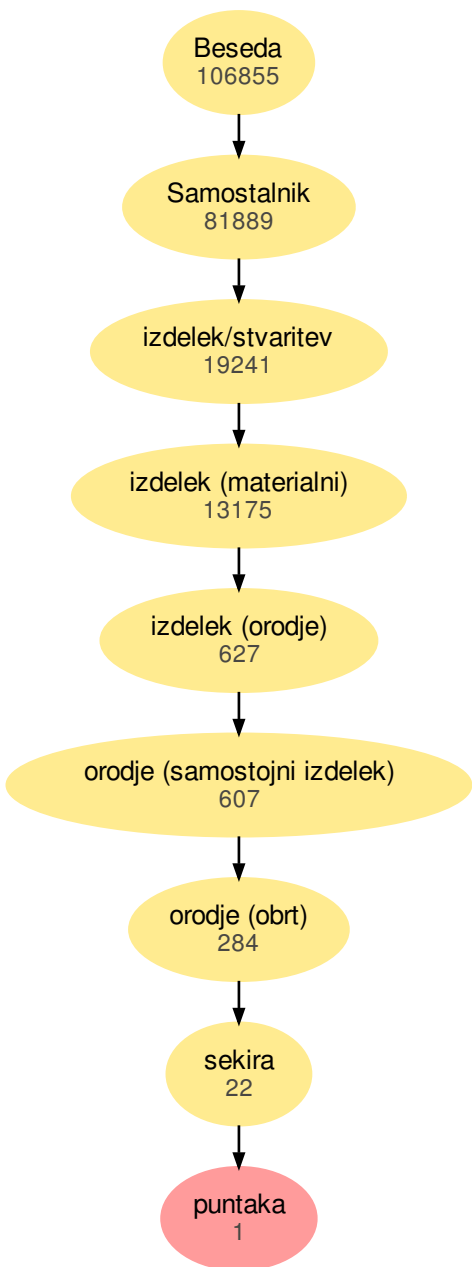 Beseda
106855
Samostalnik
81889
izdelek/stvaritev
19241
izdelek (materialni)
13175
izdelek (orodje)
627
orodje (samostojni izdelek)
607
orodje (obrt)
284
sekira
22
puntaka
1